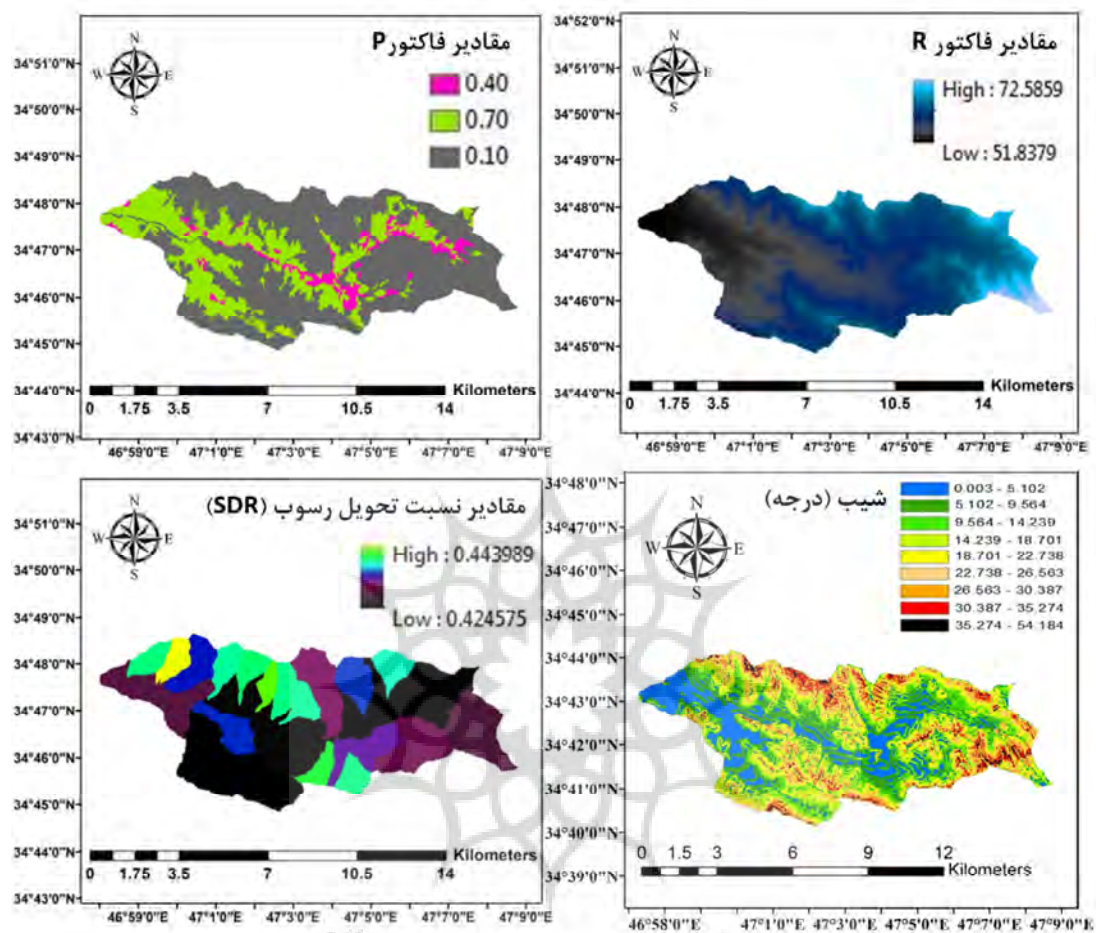 مقادیر فاکتورP
0.40
0.70
0.10
N
W
E
S
34°51'0"N
34°50'0"N
34°49'0"N
34°48'0"N
34°47'0"N
34°46'0"N
34°45'0"N
34°44'0"N
34°43'0"N
Kilometers
0 1.75 3.5 7 10.5 14
46°59'0"E 47°1'0"E 47°3'0"E 47°5'0"E 47°7'0"E 47°9'0"E
مقادیر فاکتور R
High : 72.5859
Low : 51.8379
N
W
E
S
34°52'0"N
34°51'0"N
34°50'0"N
34°49'0"N
34°48'0"N
34°47'0"N
34°46'0"N
34°45'0"N
34°44'0"N
34°43'0"N
Kilometers
0 1.75 3.5 7 10.5 14
46°59'0"E 47°1'0"E 47°3'0"E 47°5'0"E 47°7'0"E 47°9'0"E
مقادیر نسبت تحویل رسوب (SDR)
High : 0.443989
Low : 0.424575
N
W
E
S
34°51'0"N
34°50'0"N
34°49'0"N
34°48'0"N
34°47'0"N
34°46'0"N
34°45'0"N
34°44'0"N
34°43'0"N
Kilometers
0 1.75 3.5 7 10.5 14
46°59'0"E 47°1'0"E 47°3'0"E 47°5'0"E 47°7'0"E 47°9'0"E
شیب (درجه)
0.003 - 5.102
5.102 - 9.564
9.564 - 14.239
14.239 - 18.701
18.701 - 22.738
22.738 - 26.563
26.563 - 30.387
30.387 - 35.274
35.274 - 54.184
N
W
E
S
34°48'0"N
34°47'0"N
34°46'0"N
34°45'0"N
34°44'0"N
34°43'0"N
34°42'0"N
34°41'0"N
34°40'0"N
34°39'0"N
0 1.5 3 6 9 12
Kilometers
46°58'0"E 47°1'0"E 47°3'0"E 47°5'0"E 47°7'0"E 47°9'0"E